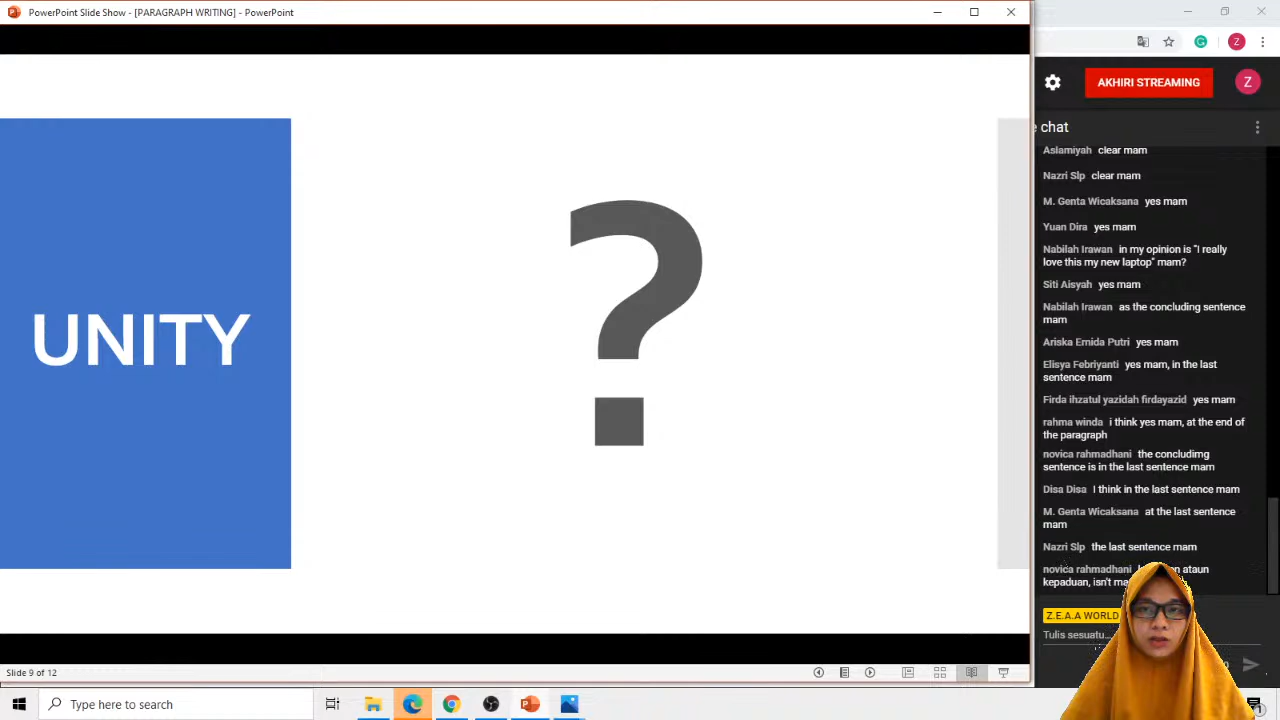 PowerPoint Slide Show - [PARAGRAPH WRITING] - PowerPoint
UNITY
?
Slide 9 of 12
Z
AKHIRI STREAMING
Z
chat
Aslamiyah clear mam
Nazri Slp clear mam
M. Genta Wicaksana yes mam
Yuan Dira yes mam
Nabilah Irawan in my opinion is "I really
love this my new laptop" mam?
Siti Aisyah yes mam
Nabilah Irawan as the concluding sentence
mam
Ariska Ernida Putri yes mam
Elisya Febriyanti yes mam, in the last
sentence mam
Firda ihzatul yazidah firdayazid yes mam
rahma winda i think yes mam, at the end of
the paragraph
novica rahmadhani the concludimg
sentence is in the last sentence mam
Disa Disa I think in the last sentence mam
M. Genta Wicaksana at the last sentence
mam
Nazri Slp the last sentence mam
novica rahmadhani ataun
kepaduan, isn't
Z.E.A.A WORLD
Tulis sesuatu...
Type here to search